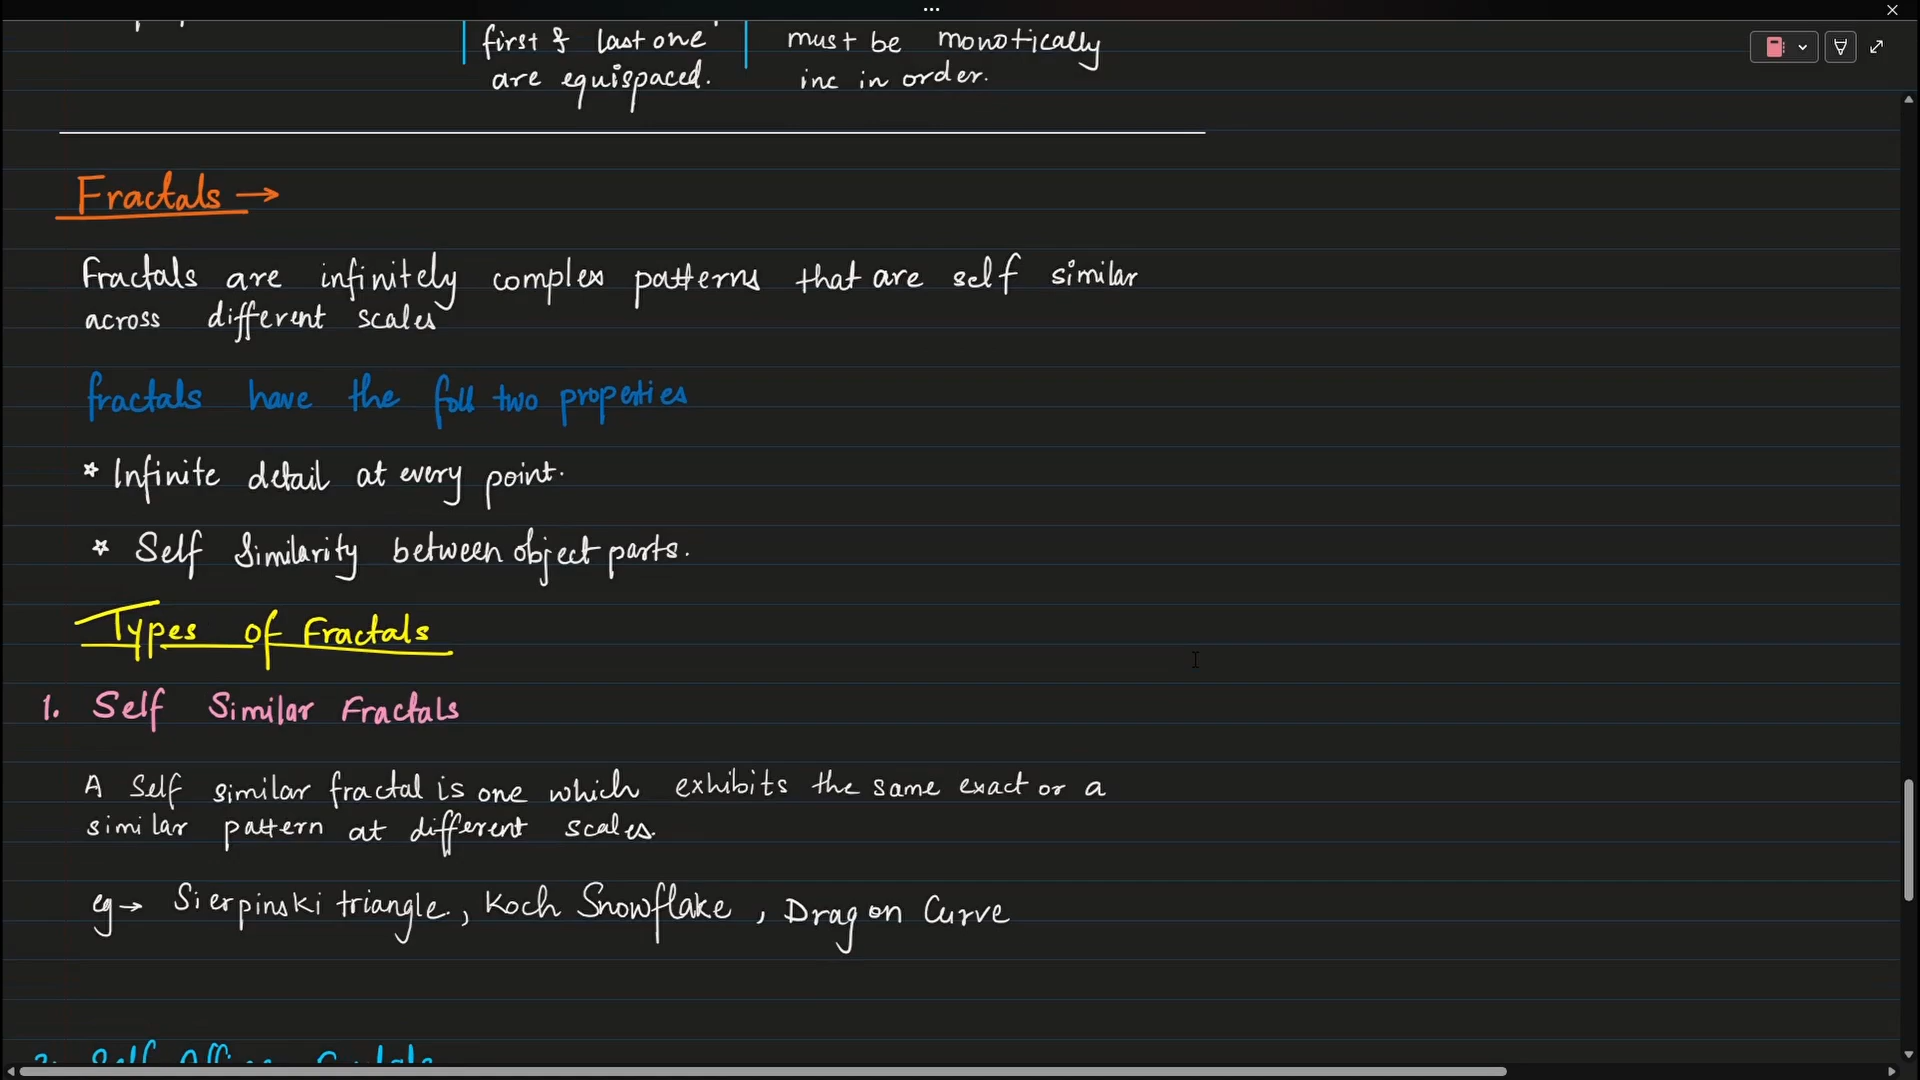 first & last one
must be monotically
are equispaced.
inc in order.
Fractals →
Fractals are infinitely complex patterns that are self similar
across different scales
fractals have the foll two properties
* Infinite detail at every point.
* Self Similarity between object parts.
Types of Fractals
1. Self Similar Fractals
A Self similar fractal is one which exhibits the same exact or a
similar pattern at different scales.
eg → Sierpinski triangle, Koch Snowflake, Dragon Curve